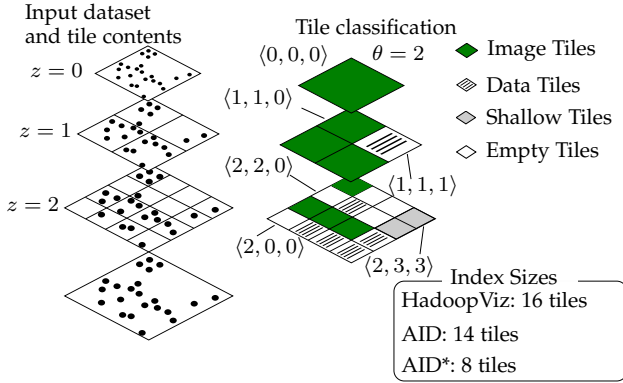 Input dataset
and tile contents
z = 0
z = 1
z = 2
Tile classification
⟨0, 0, 0⟩
θ = 2
⟨1, 1, 0⟩
⟨2, 2, 0⟩
⟨1, 1, 1⟩
⟨2, 0, 0⟩
⟨2, 3, 3⟩
Image Tiles
Data Tiles
Shallow Tiles
Empty Tiles
Index Sizes
HadoopViz: 16 tiles
AID: 14 tiles
AID*: 8 tiles